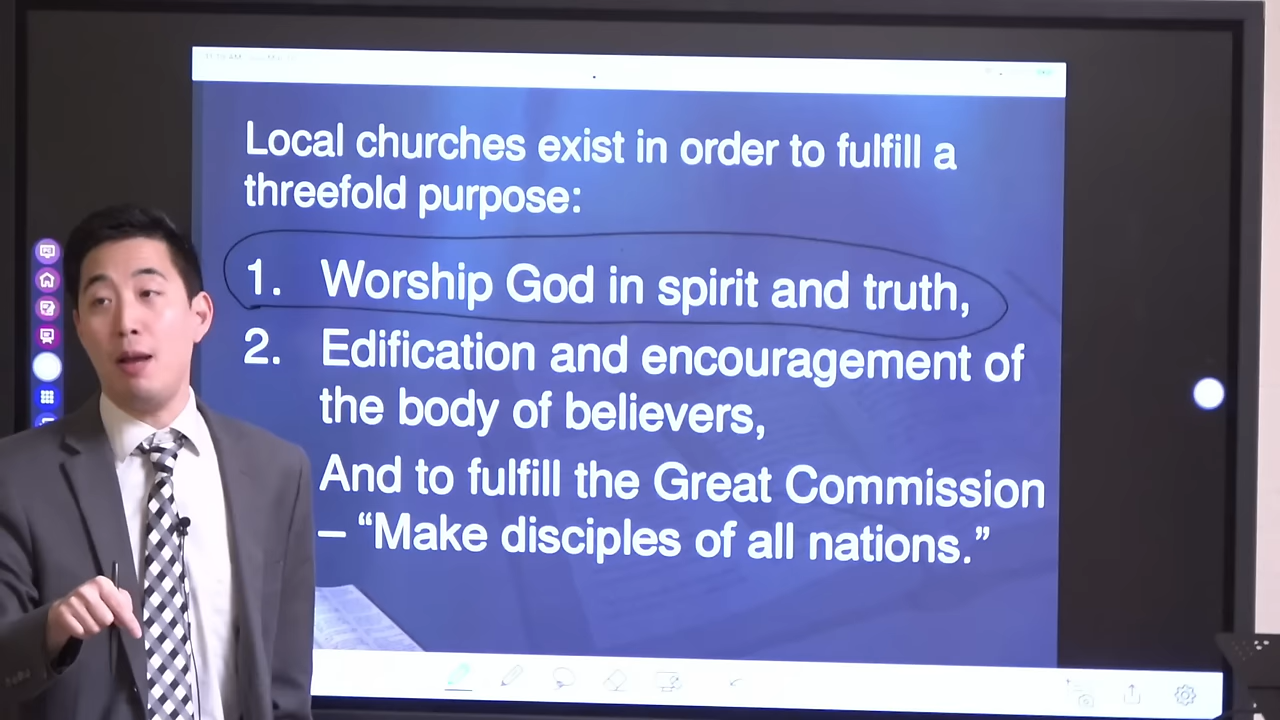 Local churches exist in order to fulfill a
threefold purpose:
1. Worship God in spirit and truth,
2. Edification and encouragement of
the body of believers,
And to fulfill the Great Commission
– “Make disciples of all nations.”